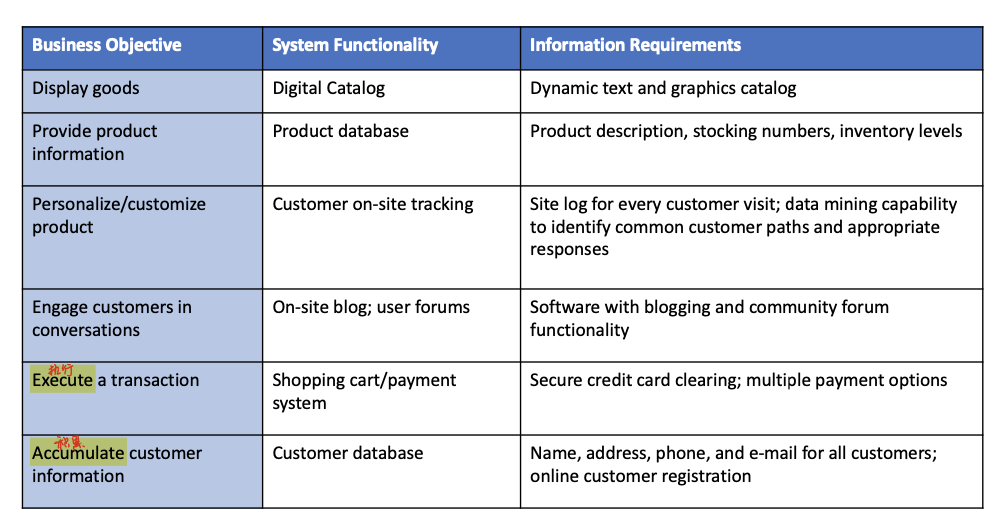 Business Objective System Functionality Information Requirements
Display goods Digital Catalog Dynamic text and graphics catalog
Provide product
information
Product database
Product description, stocking numbers, inventory levels
Personalize/customize
product
Customer on-site tracking
Site log for every customer visit; data mining capability
to identify common customer paths and appropriate
responses
Engage customers in
conversations
On-site blog; user forums
Software with blogging and community forum
functionality
执行
Execute a transaction
Shopping cart/payment
system
Secure credit card clearing; multiple payment options
积累
Accumulate customer
information
Customer database
Name, address, phone, and e-mail for all customers;
online customer registration